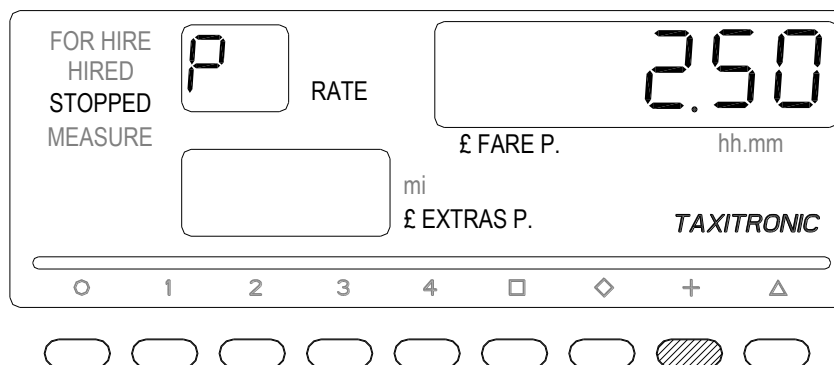 FOR HIRE
HIRED
STOPPED
MEASURE
P
RATE
2.50
£ FARE P.
hh.mm
mi
£ EXTRAS P.
TAXITRONIC
1 2 3 4 +